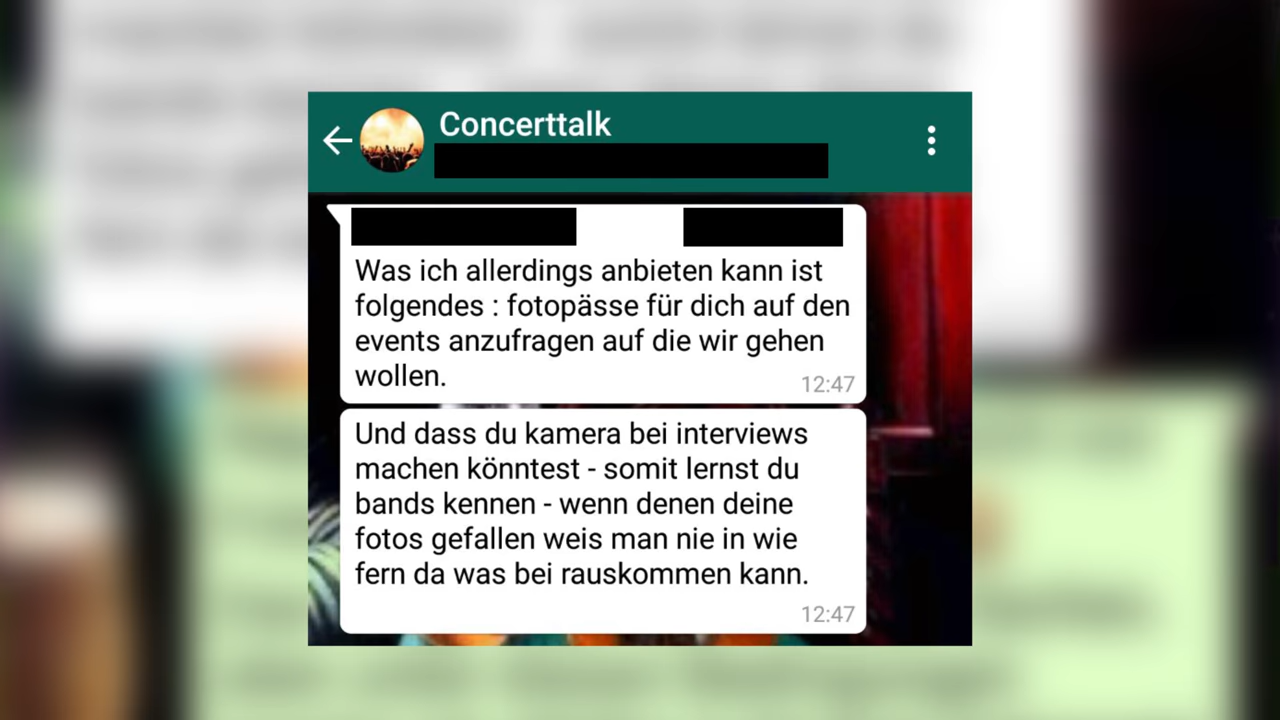 Concerttalk
Was ich allerdings anbieten kann ist
folgendes : fotopässe für dich auf den
events anzufragen auf die wir gehen
wollen.
12:47
Und dass du kamera bei interviews
machen könntest - somit lernst du
bands kennen - wenn denen deine
fotos gefallen weis man nie in wie
fern da was bei rauskommen kann.
12:47